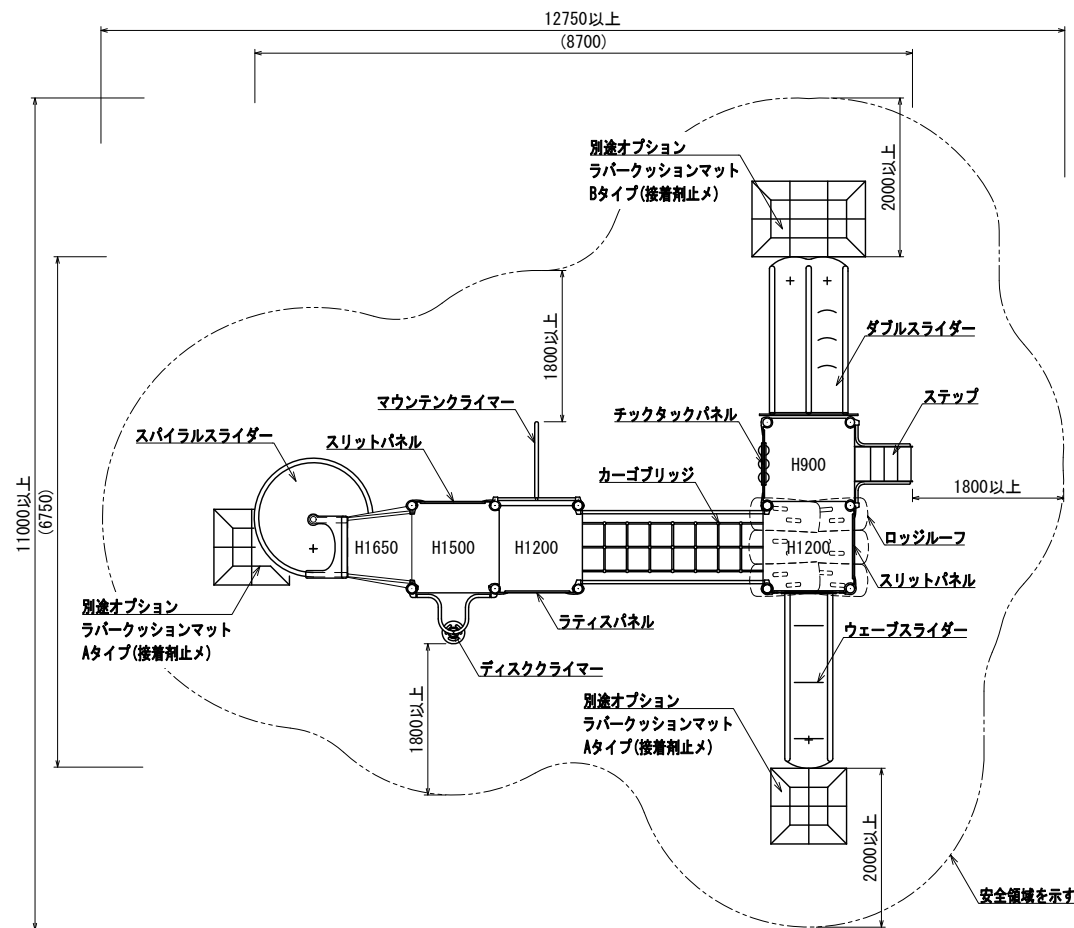 12750以上
(8700)
別途オプション
ラバークッションマット
Bタイプ(接着剤止メ)
2000以上
ダブルスライダー
1800以上
マウンテンクライマー
チックタックパネル
ステップ
スパイラルスライダー
スリットパネル
カーゴブリッジ
H900
1800以上
11000以上
(6750)
H1650
H1500
H1200
H1200
ロッジルーフ
スリットパネル
別途オプション
ラバークッションマット
Aタイプ(接着剤止メ)
ラティスパネル
ウェーブスライダー
ディスククライマー
1800以上
別途オプション
ラバークッションマット
Aタイプ(接着剤止メ)
2000以上
安全領域を示す